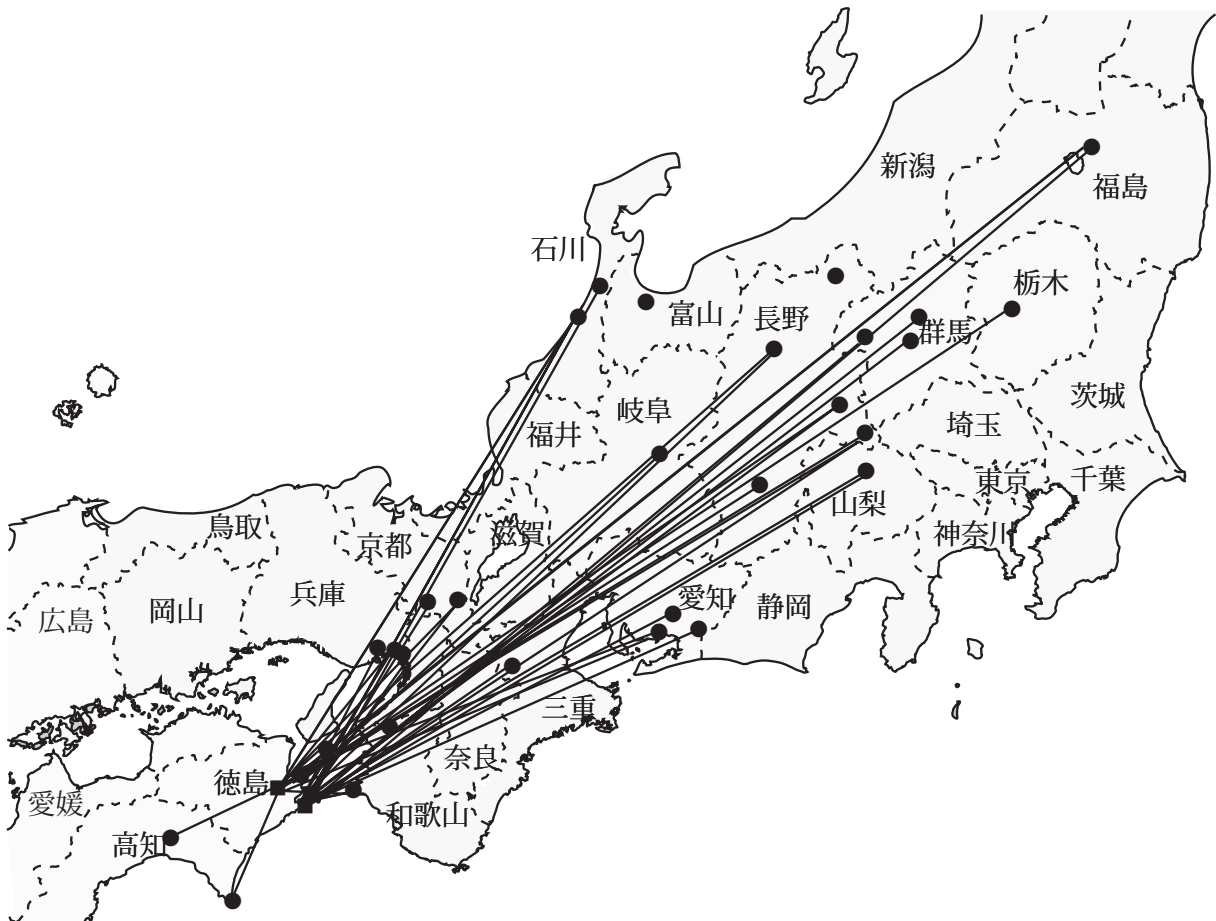 新潟
福島
石川
栃木
富山
長野
群馬
岐阜
茨城
福井
埼玉
東京
千葉
山梨
鳥取
京都
滋賀
神奈川
兵庫
岡山
広島
愛知
静岡
三重
奈良
徳島
愛媛
和歌山
高知